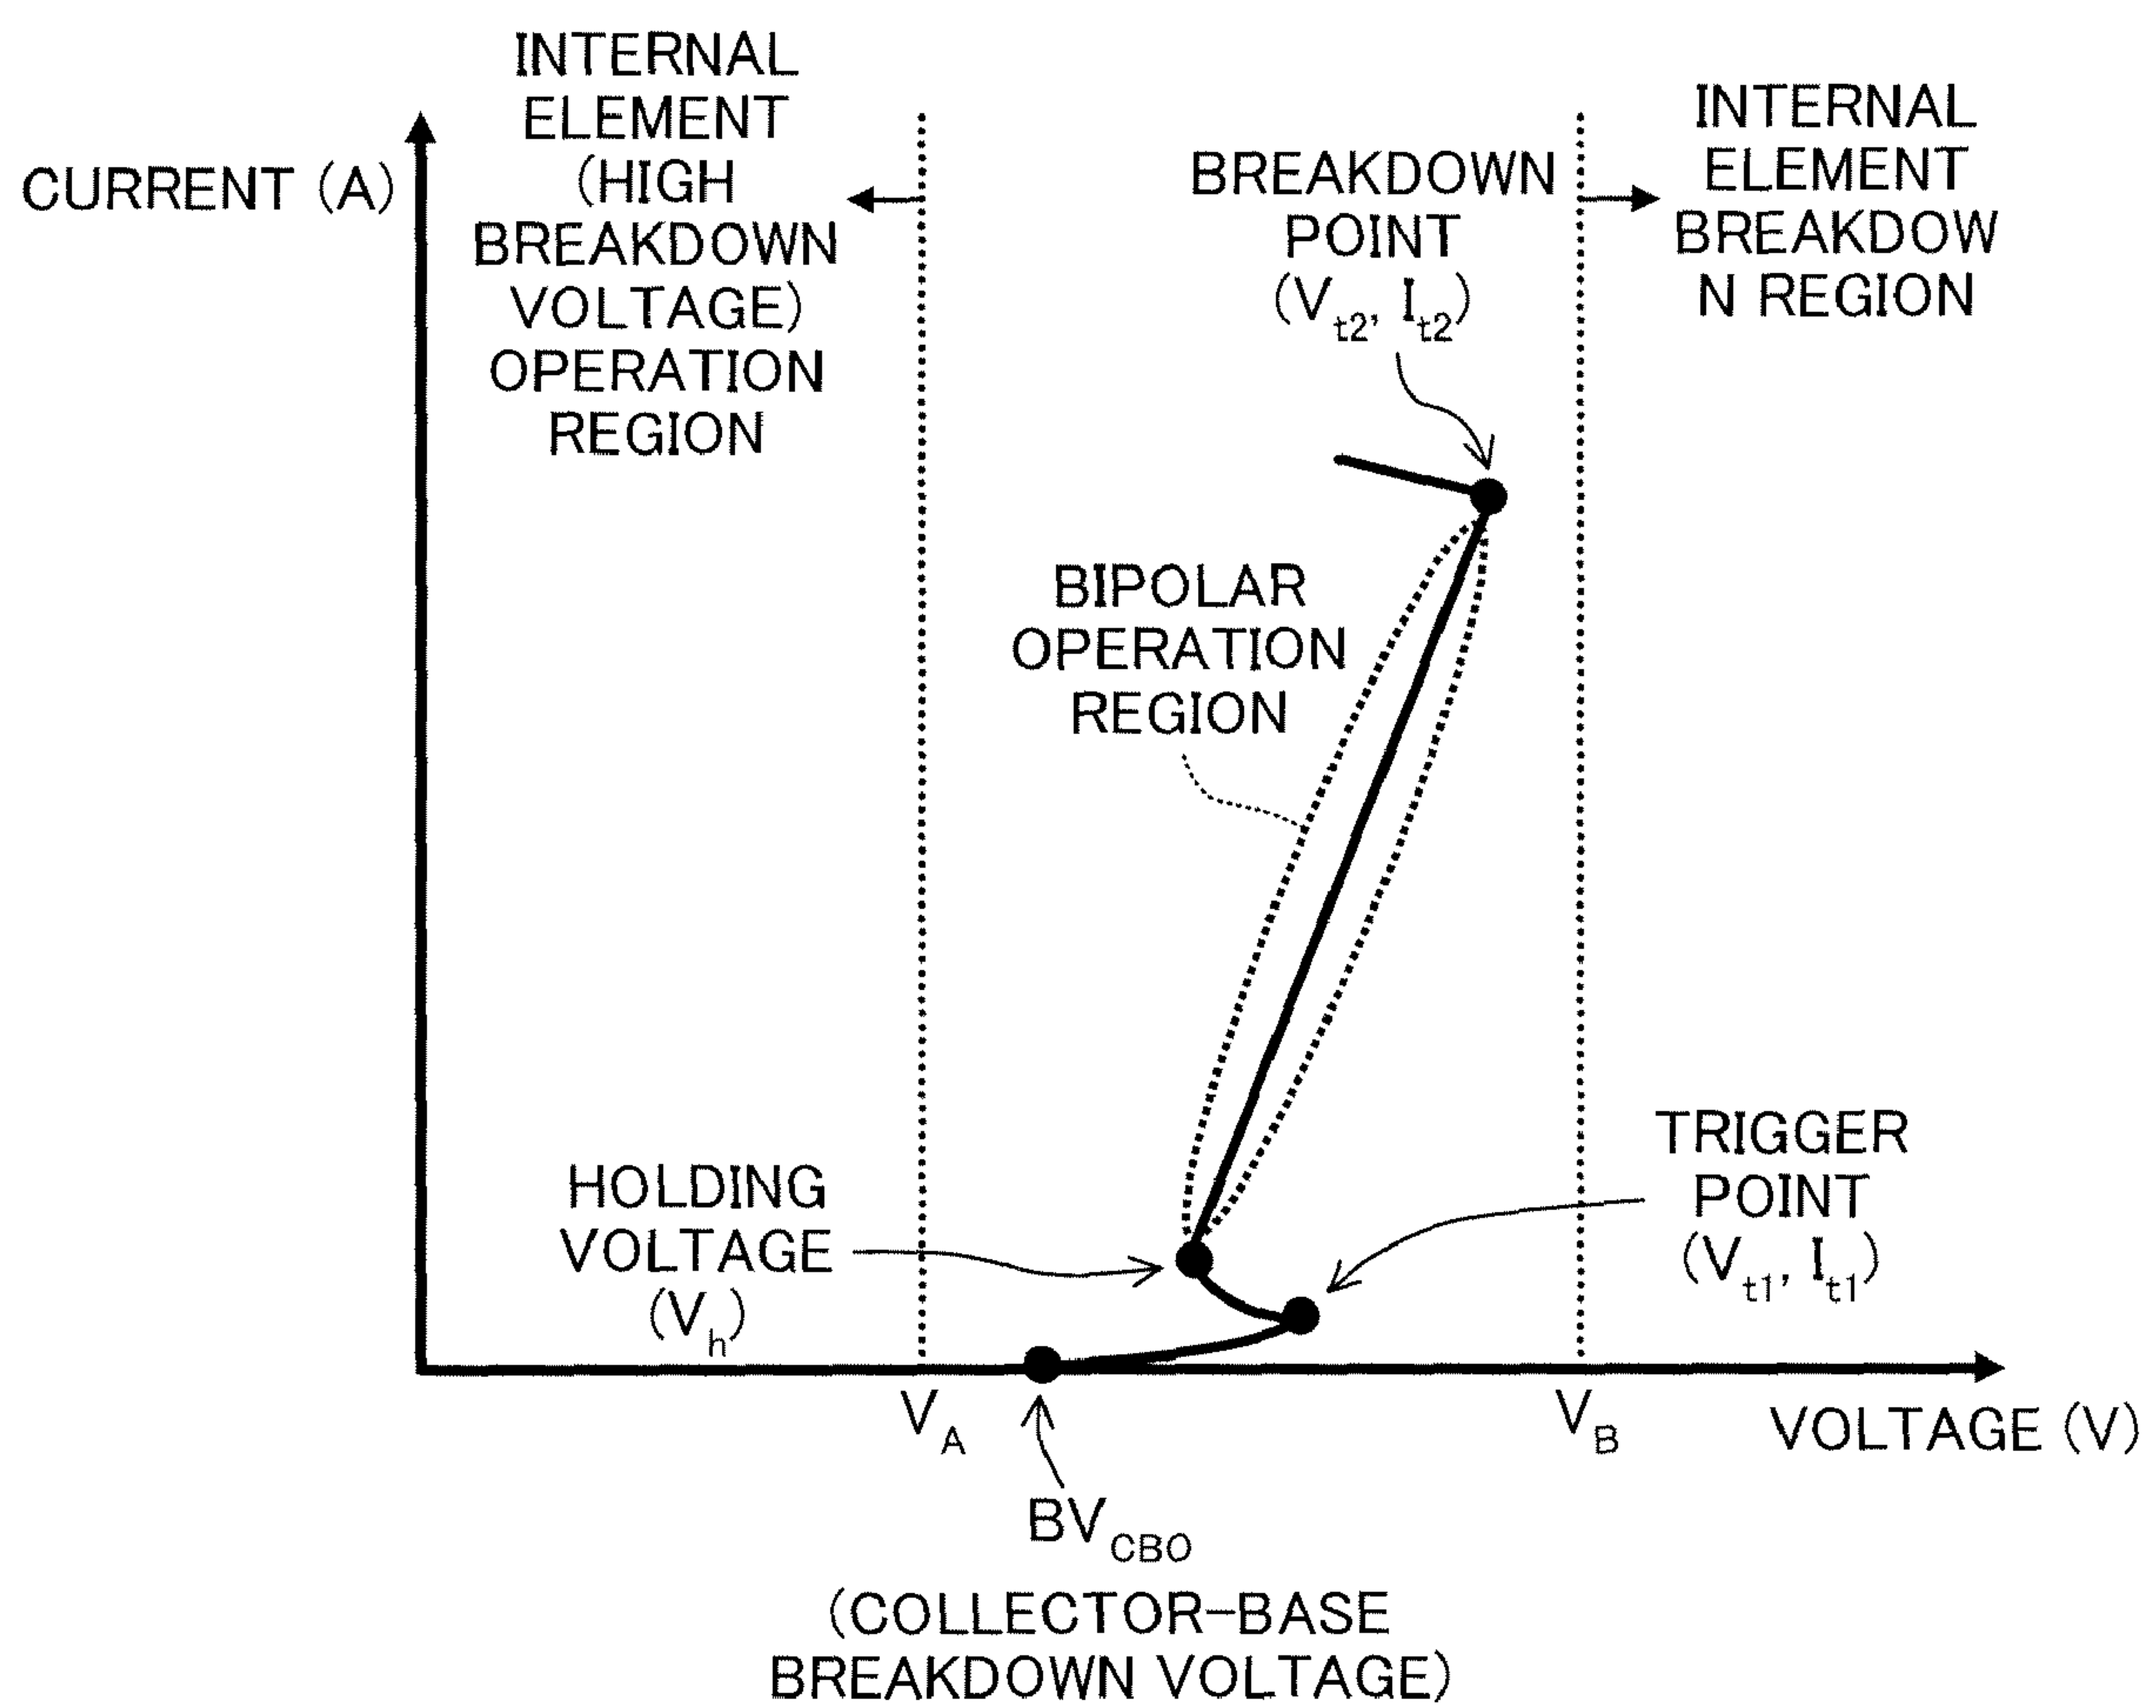 INTERNAL
ELEMENT
(HIGH
BREAKDOWN
VOLTAGE)
OPERATION
REGION
CURRENT (A)
BREAKDOWN
POINT
(Vt2, It2)
INTERNAL
ELEMENT
BREAKDOW
N REGION
BIPOLAR
OPERATION
REGION
HOLDING
VOLTAGE
(Vh)
TRIGGER
POINT
(Vt1, It1)
VA
VB
VOLTAGE (V)
BVCBO
(COLLECTOR-BASE
BREAKDOWN VOLTAGE)